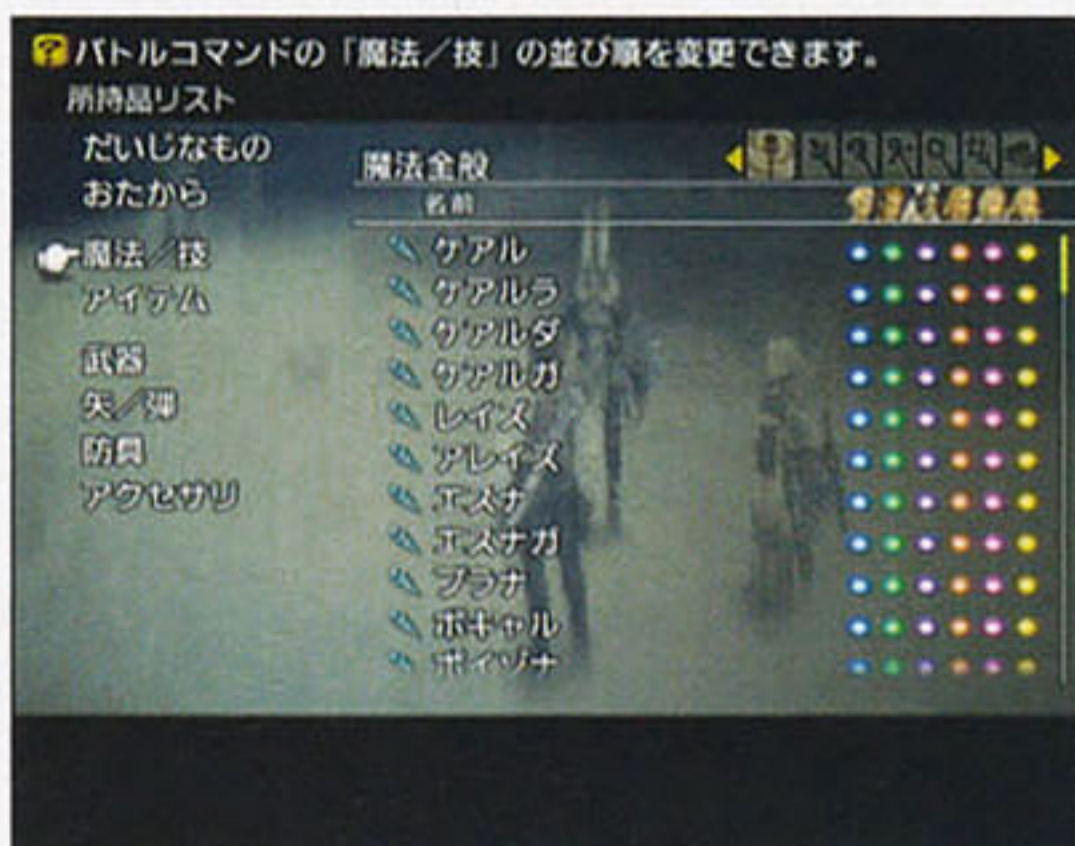 ?バトルコマンドの「魔法/技」の並び順を変更できます。
所持品リスト
だいじなもの
おたから
魔法/技
アイテム
武器
矢/弾
防具
アクセサリ
魔法全般
名前
ケアル
ケアルラ
ケアルダ
ケアルガ
レイズ
アレイズ
エスナ
エスナガ
ブラナ
ボキャル
ポイゾナ